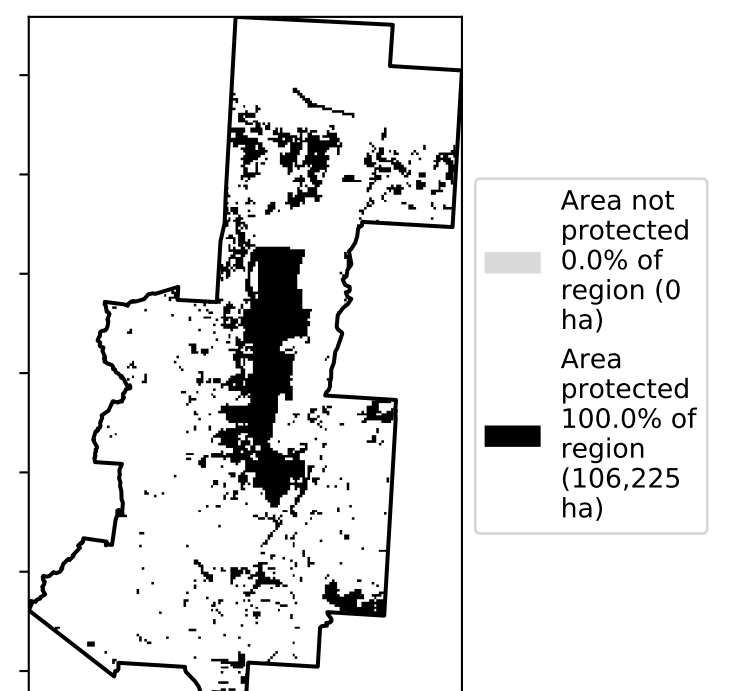 Area not
protected
0.0% of
region (0
ha)
Area
protected
100.0% of
region
(106,225
ha)